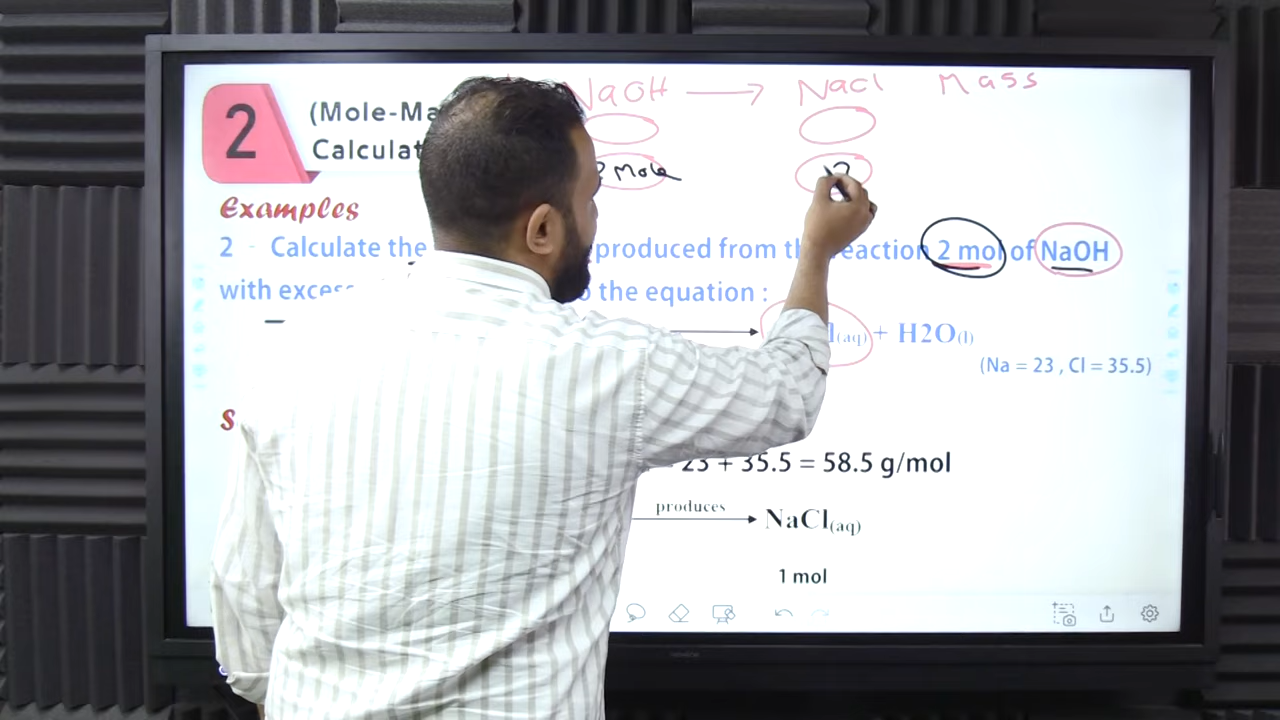 NaOH → NaCl Mass
2 (Mole-Ma
Calculat
Mole ?
Examples
2 - Calculate the produced from the reaction 2 mol of NaOH
with excess to the equation :
(aq) + H2O(l)
(Na = 23 , Cl = 35.5)
S
23 + 35.5 = 58.5 g/mol
produces
NaCl(aq)
1 mol